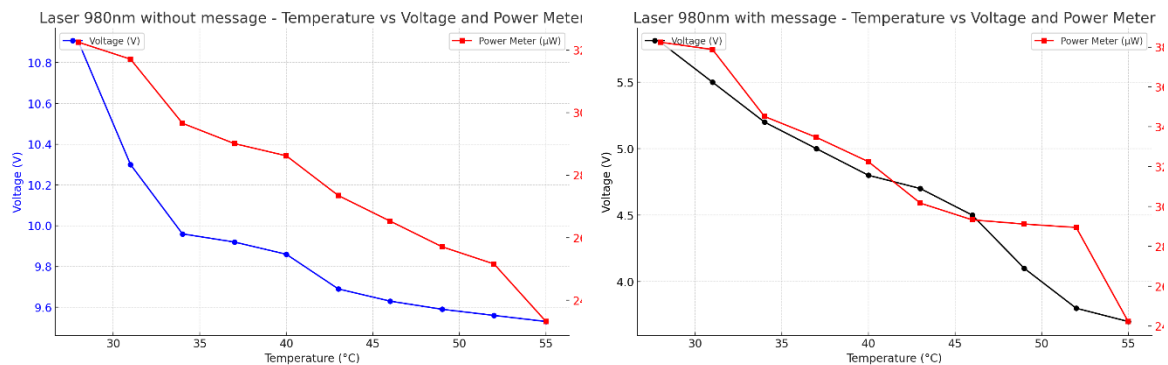 Laser 980nm without message - Temperature vs Voltage and Power Meter
Voltage (V)
Power Meter (μW)
10.8
10.6
10.4
10.2
10.0
9.8
9.6
Voltage (V)
30
35
40
45
50
55
Temperature (°C)
Laser 980nm with message - Temperature vs Voltage and Power Meter
Voltage (V)
Power Meter (μW)
5.5
5.0
4.5
4.0
Voltage (V)
30
35
40
45
50
55
Temperature (°C)